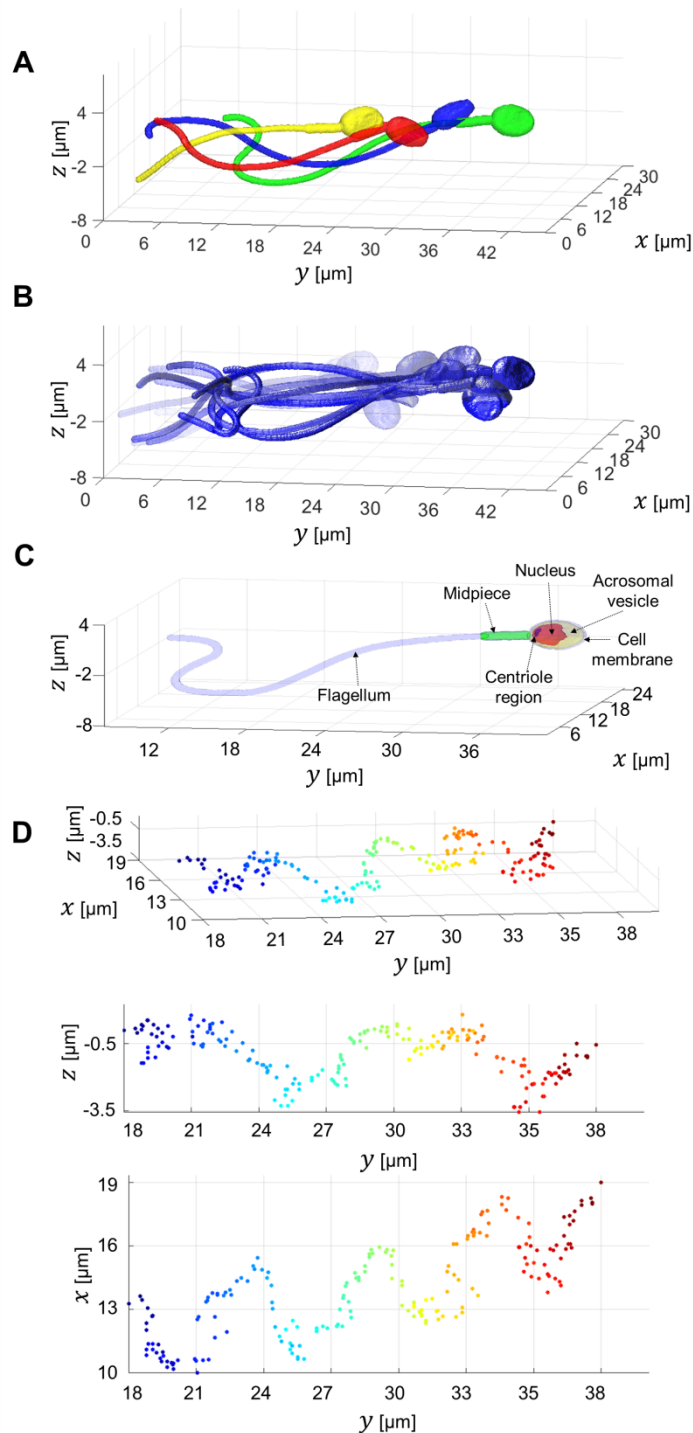 A
z [µm]
4
-2
-8
0 6 12 18 24 30 36 42
y [µm]
0 6 12 18 24 30
x [µm]
B
z [µm]
4
-2
-8
0 6 12 18 24 30 36 42
y [µm]
0 6 12 18 24 30
x [µm]
C
Nucleus
Midpiece
Acrosomal
vesicle
Cell
membrane
Centriole
region
Flagellum
z [µm]
4
-2
-8
12 18 24 30 36
y [µm]
6 12 18 24
x [µm]
D
z [µm]
-0.5
-3.5
19
16
13
10
x [µm]
18 21 24 27 30 33 35 38
y [µm]
z [µm]
-0.5
-3.5
18 21 24 27 30 33 35 38
y [µm]
x [µm]
19
16
13
10
18 21 24 27 30 33 35 38
y [µm]